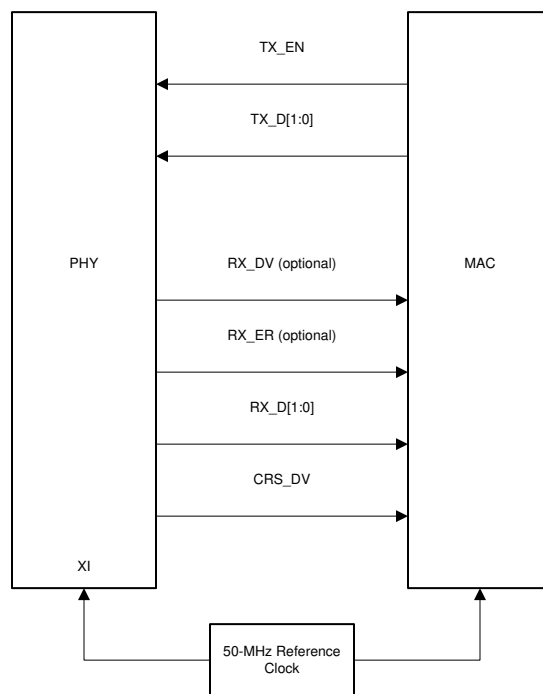 TX_EN
TX_D[1:0]
PHY
RX_DV (optional)
MAC
RX_ER (optional)
RX_D[1:0]
CRS_DV
XI
50-MHz Reference
Clock